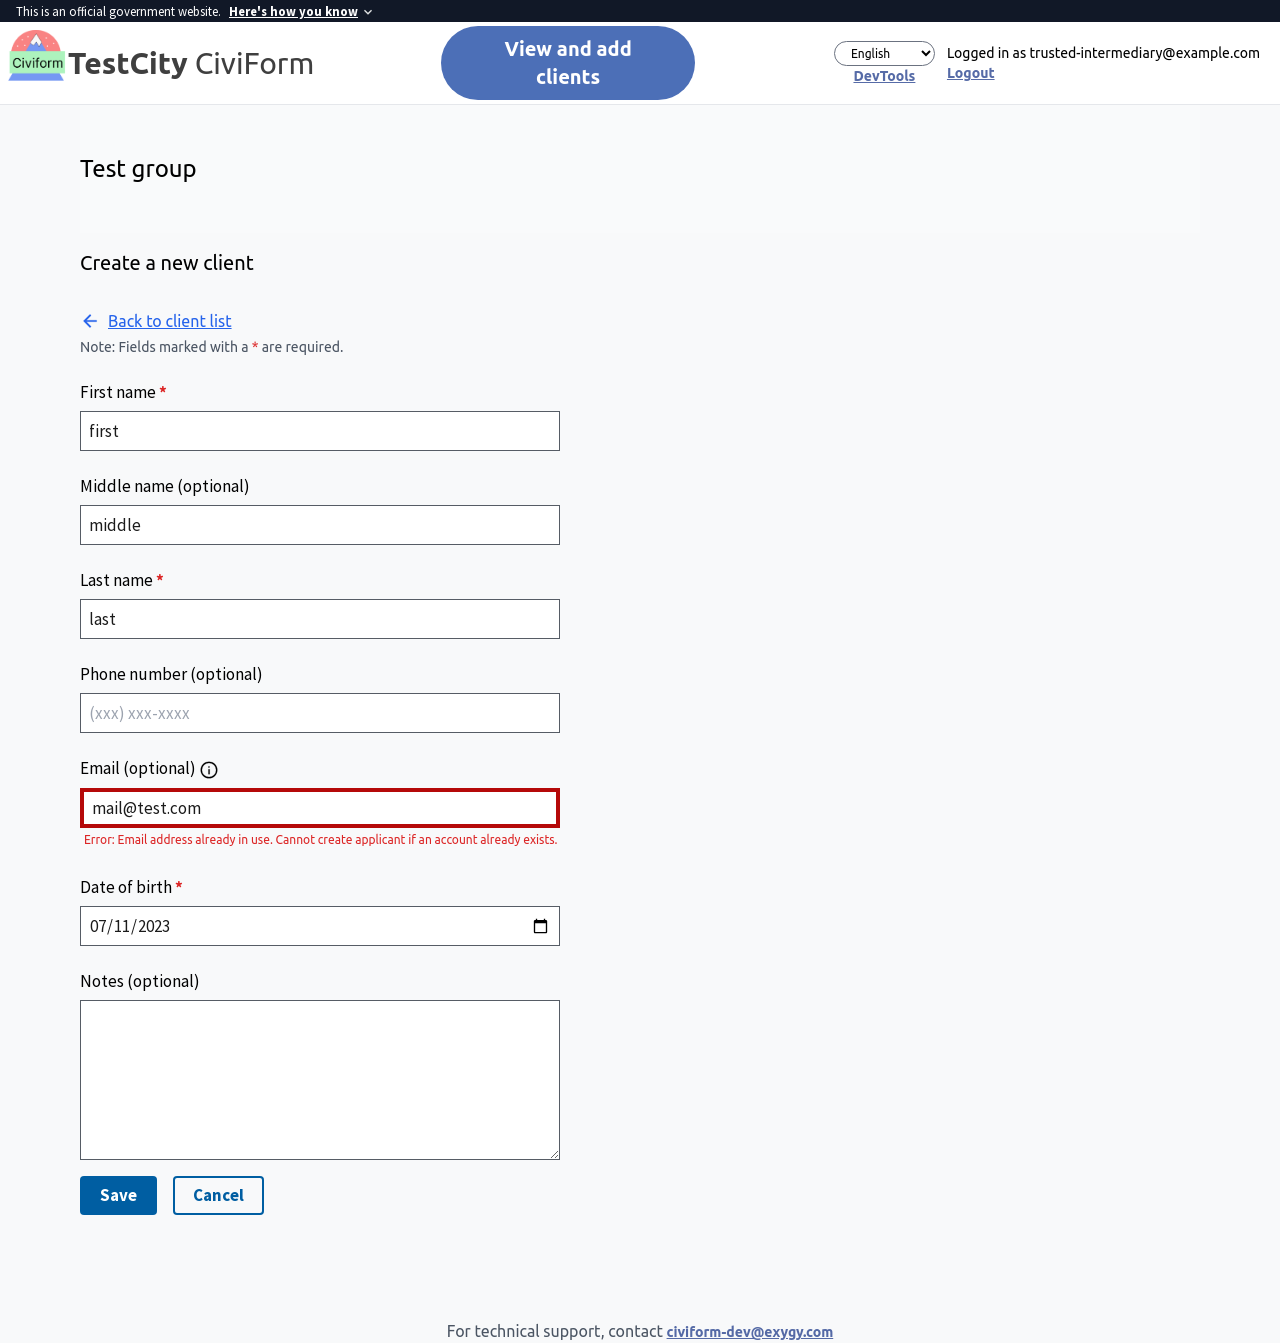 This is an official government website. Here's how you know
Civiform
TestCity CiviForm
View and add
clients
English
DevTools
Logged in as trusted-intermediary@example.com
Logout
Test group
Create a new client
Back to client list
Note: Fields marked with a * are required.
First name *
first
Middle name (optional)
middle
Last name *
last
Phone number (optional)
(xxx) xxx-xxxx
Email (optional)
mail@test.com
Error: Email address already in use. Cannot create applicant if an account already exists.
Date of birth *
07/11/2023
Notes (optional)
Save
Cancel
For technical support, contact civiform-dev@exygy.com